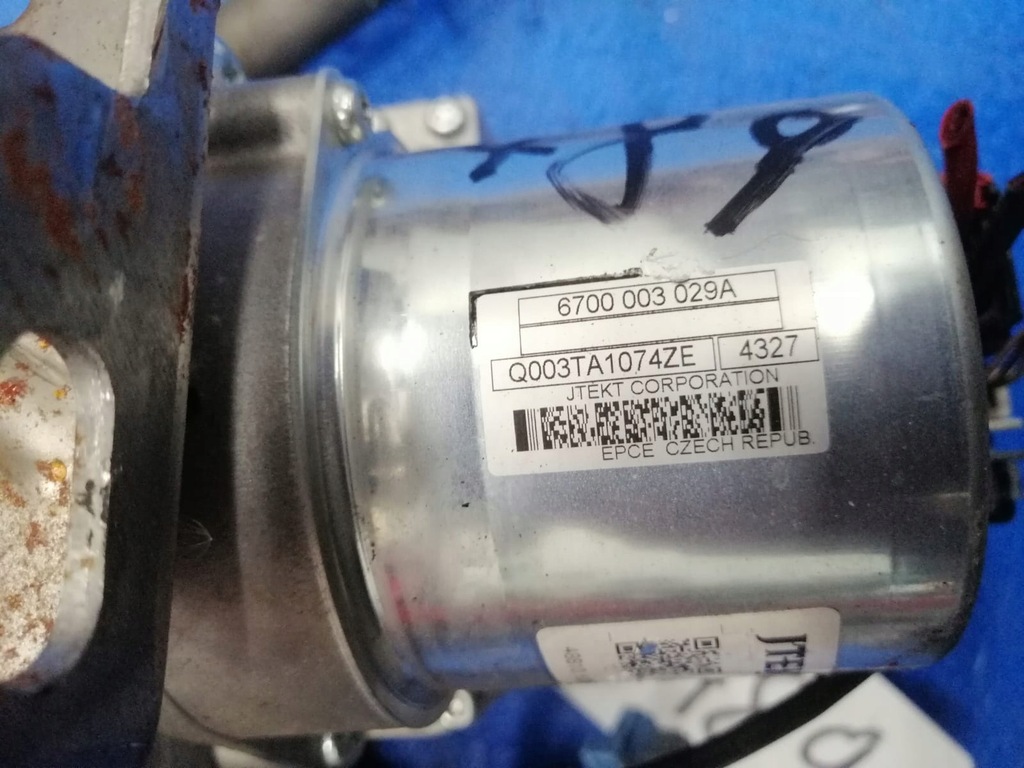 6700 003 029A
Q003TA1074ZE 4327
JTEKT CORPORATION
EPCE CZECH REPUB.